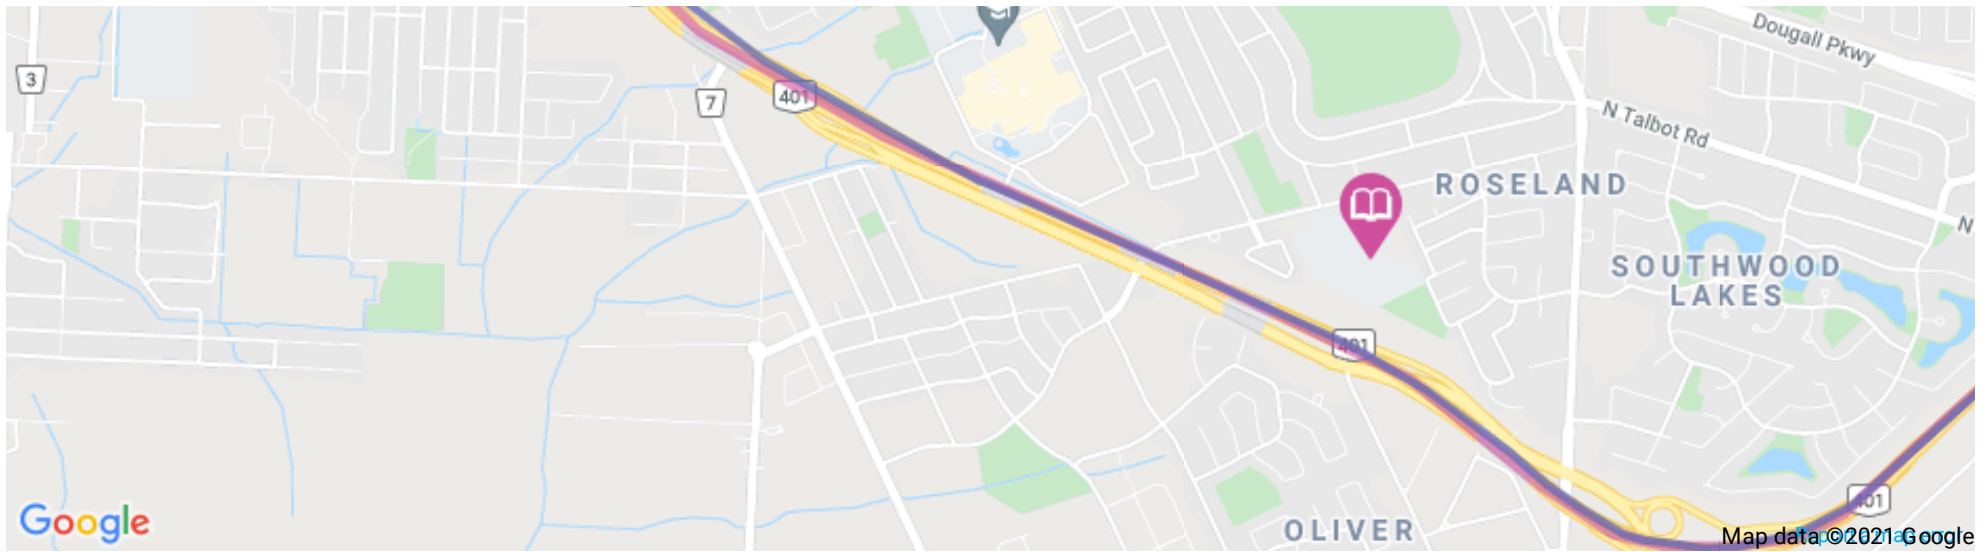 Dougall Pkwy
3
401
7
N Talbot Rd
ROSELAND
N
SOUTHWOOD
LAKES
401
401
Google
OLIVER
Map data ©2021 Google